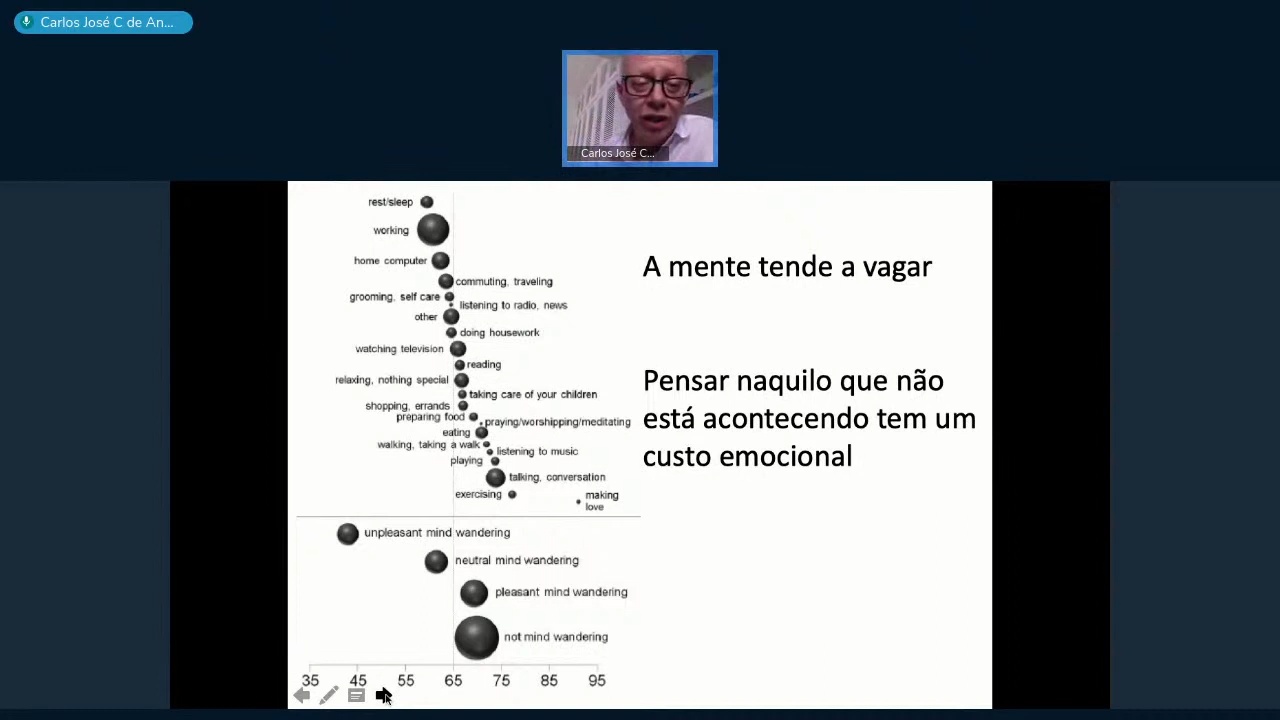 Carlos José C de An...
Carlos José C...
rest/sleep
working
home computer
commuting, traveling
grooming, self care
listening to radio, news
other
doing housework
watching television
reading
relaxing, nothing special
taking care of your children
shopping, errands
preparing food
praying/worshipping/meditating
eating
walking, taking a walk
listening to music
playing
talking, conversation
exercising
making
love
unpleasant mind wandering
neutral mind wandering
pleasant mind wandering
not mind wandering
35 45 55 65 75 85 95
A mente tende a vagar
Pensar naquilo que não
está acontecendo tem um
custo emocional